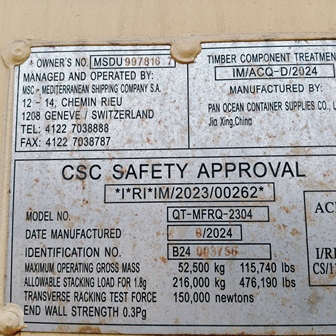 OWNER'S NO. MSDU 997816 7
MANAGED AND OPERATED BY:
MSC - MEDITERRANEAN SHIPPING COMPANY S.A.
12 - 14, CHEMIN RIEU
1208 GENEVE / SWITZERLAND
TEL: 4122 7038888
FAX: 4122 7038787
TIMBER COMPONENT TREATMEN
IM/ACQ-D/2024
MANUFACTURED BY:
PAN OCEAN CONTAINER SUPPLIES CO., L
Jia Xing, China
CSC SAFETY APPROVAL
*I*RI*IM/2023/00262*
MODEL NO. QT-MFRQ-2304
DATE MANUFACTURED /2024
IDENTIFICATION NO. B24 003756
MAXIMUM OPERATING GROSS MASS 52,500 kg 115,740 lbs
ALLOWABLE STACKING LOAD FOR 1.8g 216,000 kg 476,190 lbs
TRANSVERSE RACKING TEST FORCE 150,000 newtons
END WALL STRENGTH 0.3Pg
AC
I/RI
CS/1